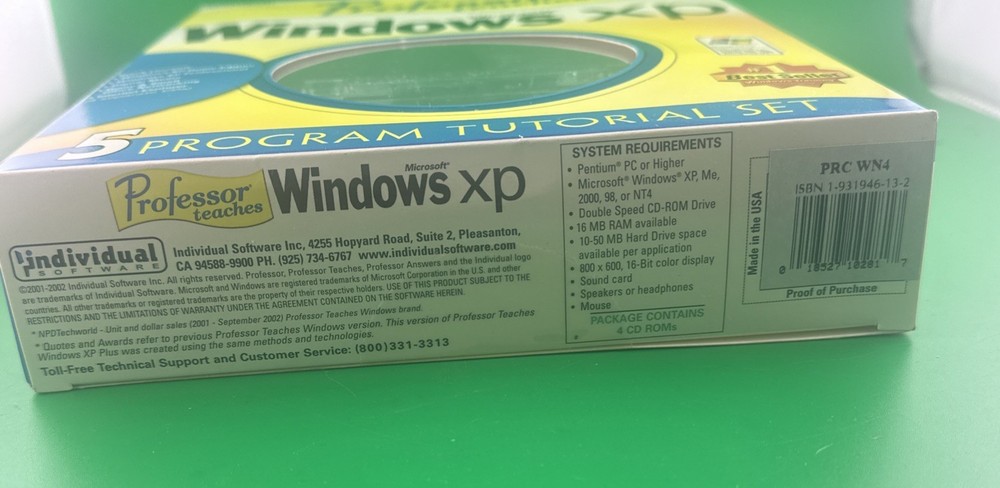 Professor
Windows XP
#1
Best Seller
5 PROGRAM TUTORIAL SET
Professor®
teaches
Microsoft®
Windows XP
individual
SOFTWARE
Individual Software Inc, 4255 Hopyard Road, Suite 2, Pleasanton,
CA 94588-9900 PH. (925) 734-6767 www.individualsoftware.com
©2001-2002 Individual Software Inc. All rights reserved. Professor, Professor Teaches, Professor Answers and the Individual logo
are trademarks of Individual Software. Microsoft and Windows are registered trademarks of Microsoft Corporation in the U.S. and other
countries. All other trademarks or registered trademarks are the property of their respective holders. USE OF THIS PRODUCT SUBJECT TO THE
RESTRICTIONS AND THE LIMITATIONS OF WARRANTY UNDER THE AGREEMENT CONTAINED ON THE SOFTWARE HEREIN.
* NPDTechworld - Unit and dollar sales (2001 - September 2002) Professor Teaches Windows brand.
* Quotes and Awards refer to previous Professor Teaches Windows version. This version of Professor Teaches
Windows XP Plus was created using the same methods and technologies.
Toll-Free Technical Support and Customer Service: (800)331-3313
SYSTEM REQUIREMENTS
• Pentium® PC or Higher
• Microsoft® Windows® XP, Me,
2000, 98, or NT4
• Double Speed CD-ROM Drive
• 16 MB RAM available
• 10-50 MB Hard Drive space
available per application
• 800 x 600, 16-Bit color display
• Sound card
• Speakers or headphones
• Mouse
PACKAGE CONTAINS
4 CD ROMs
Made in the USA
PRC WN4
ISBN 1-931946-13-2
0 18527 10281 7
Proof of Purchase